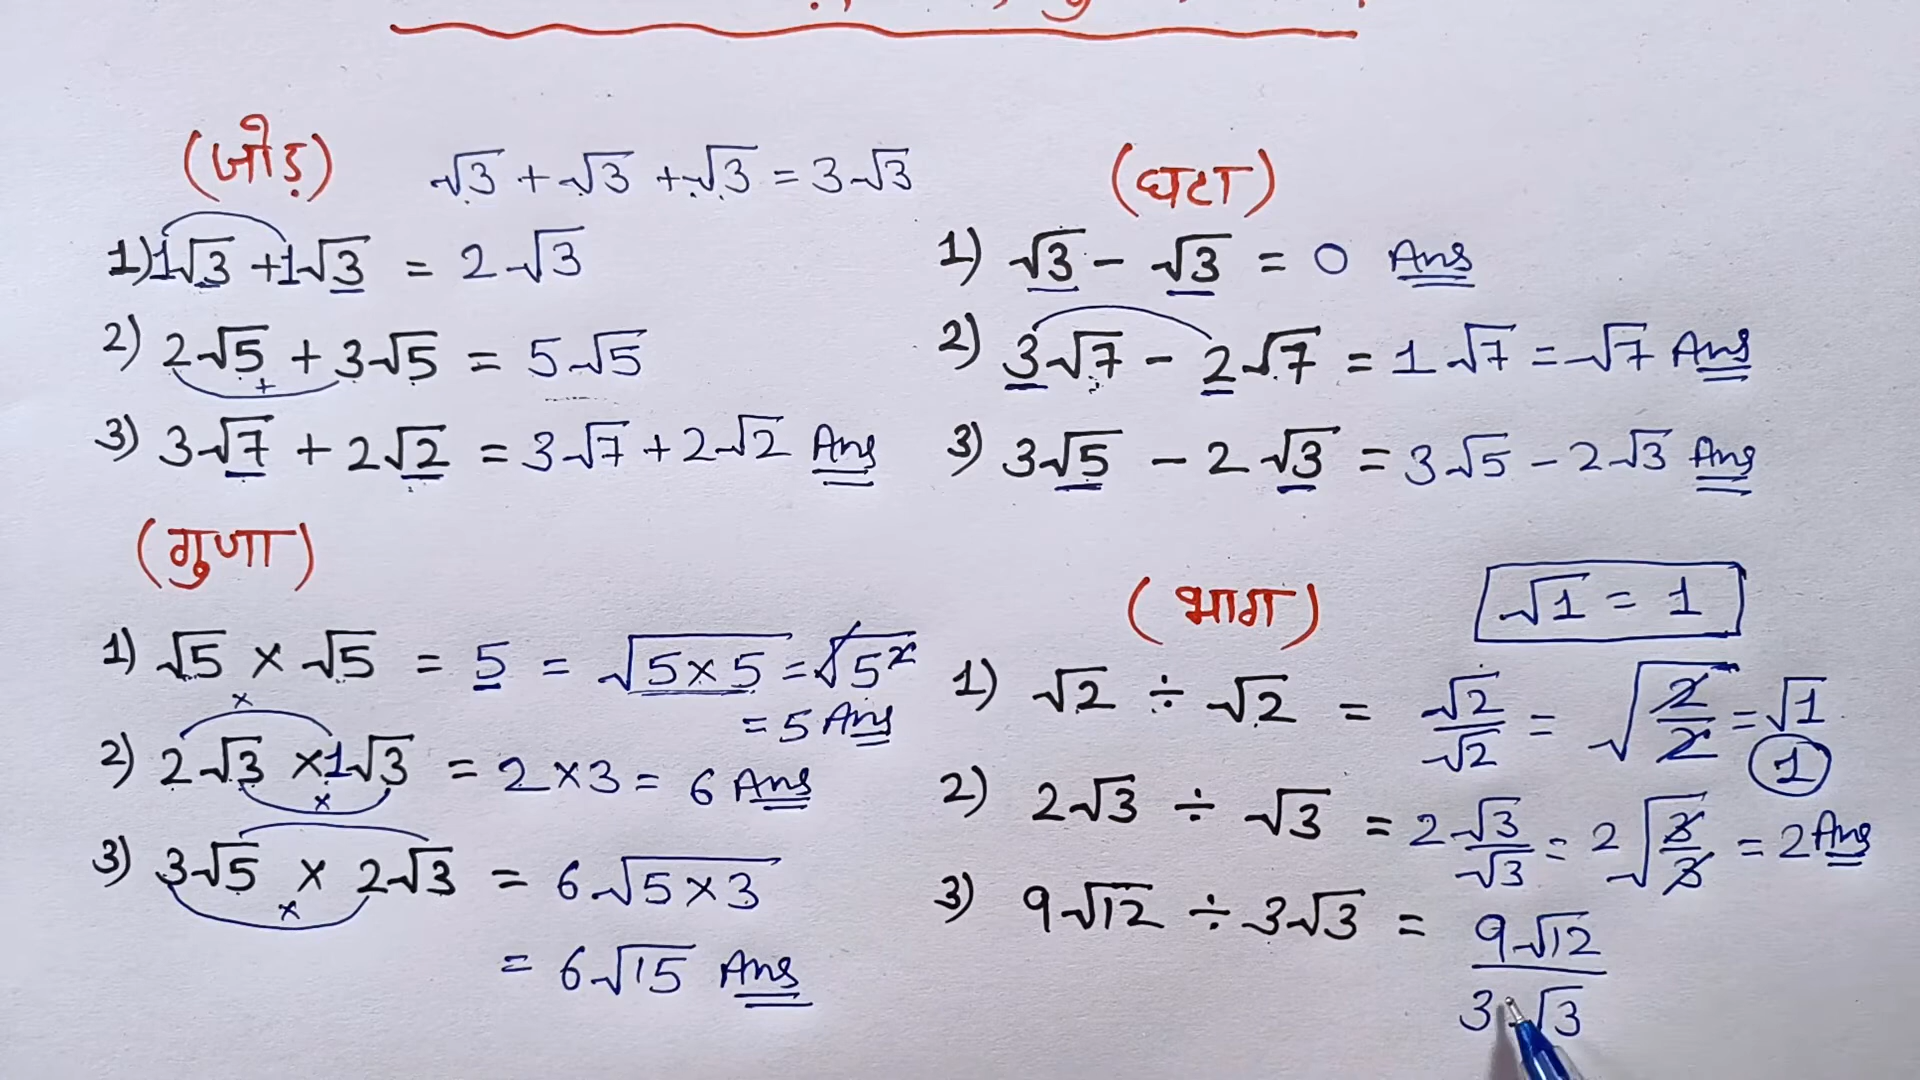 (जोड़) √3 + √3 + √3 = 3√3
1) 1√3 + 1√3 = 2√3
2) 2√5 + 3√5 = 5√5
+
3) 3√7 + 2√2 = 3√7 + 2√2 Ans
(घटा)
1) √3 - √3 = 0 Ans
2) 3√7 - 2√7 = 1√7 = √7 Ans
3) 3√5 - 2√3 = 3√5 - 2√3 Ans
(गुणा)
1) √5 × √5 = 5 = √5×5 = √5²
= 5 Ans
×
2) 2√3 × 1√3 = 2×3 = 6 Ans
×
3) 3√5 × 2√3 = 6√5×3
×
= 6√15 Ans
(भाग) √1 = 1
1) √2 ÷ √2 = √2/√2 = √2/2 = √1
1
2) 2√3 ÷ √3 = 2√3/√3 = 2√3/3 = 2 Ans
3) 9√12 ÷ 3√3 = 9√12/3√3